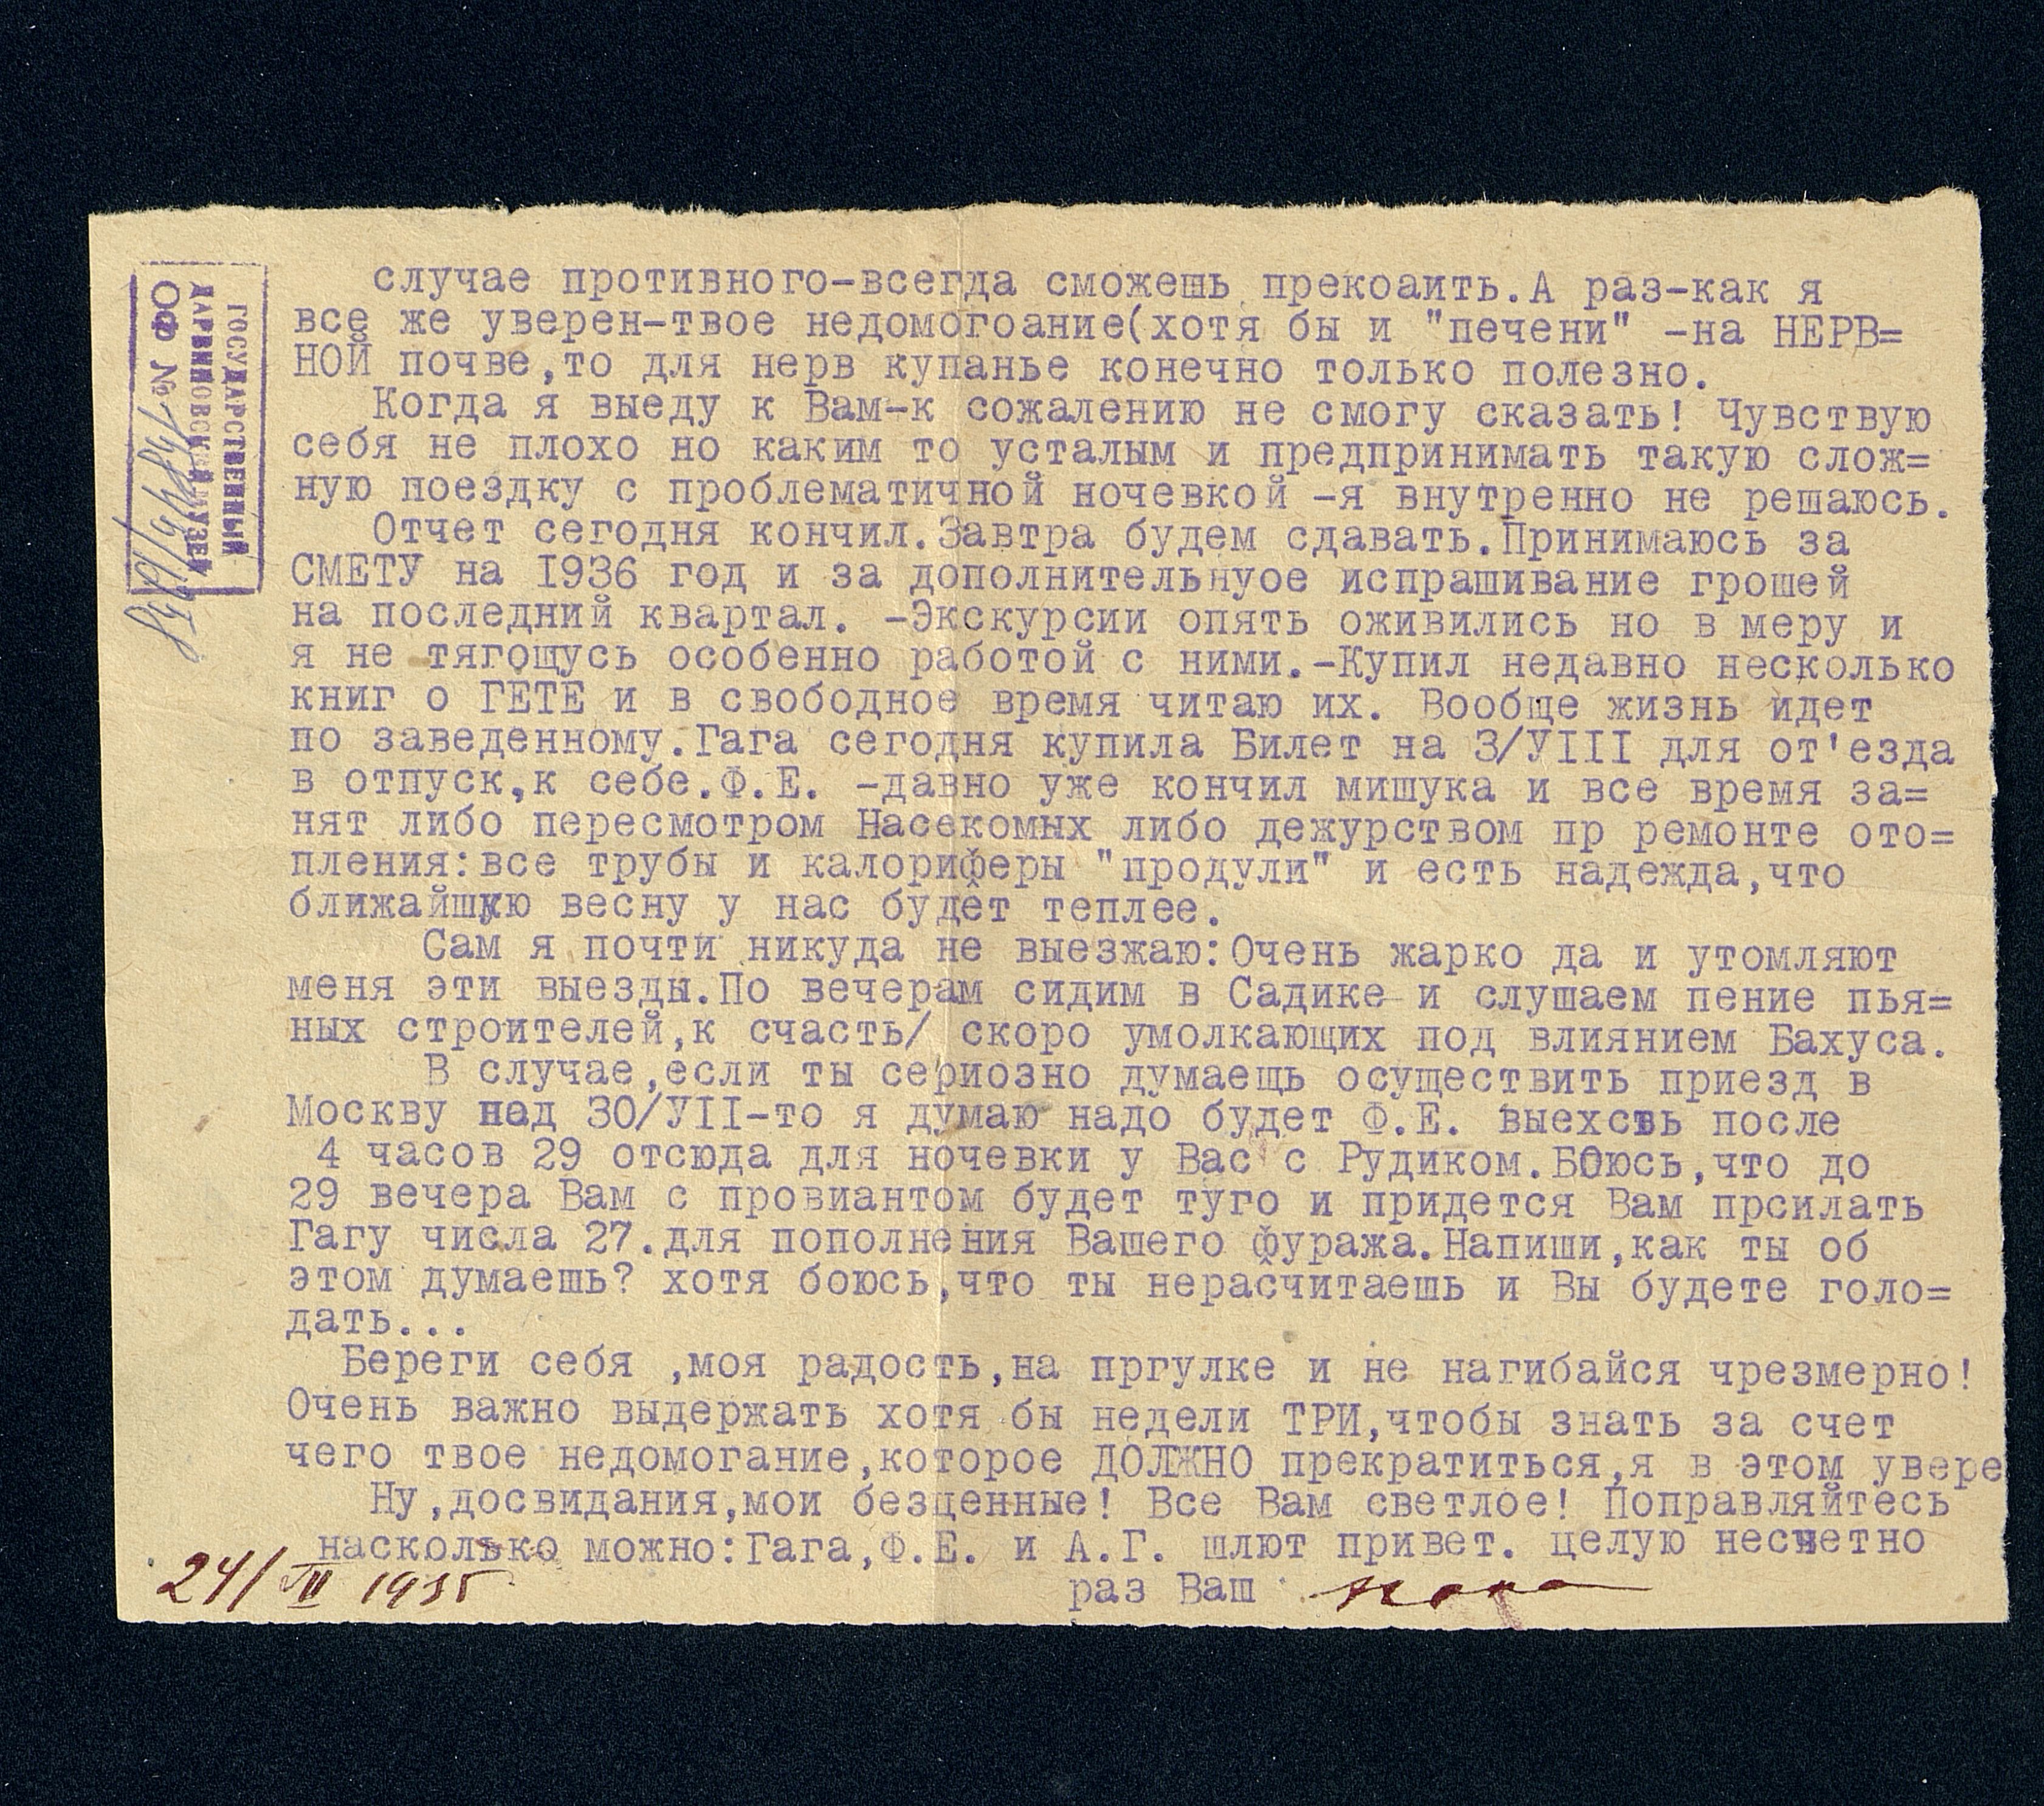 случае противного-всегда сможешь прекоаить.А раз-как я
все же уверен-твое недомогоание(хотя бы и "печени" -на НЕРВ=
НОЙ почве,то для нерв купанье конечно только полезно.
Когда я выеду к Вам-к сожалению не смогу сказать! Чувствую
себя не плохо но каким то усталым и предпринимать такую слож=
ную поездку с проблематичной ночевкой -я внутренно не решаюсь.
Отчет сегодня кончил.Завтра будем сдавать.Принимаюсь за
СМЕТУ на I936 год и за дополнительнуое испрашивание грошей
на последний квартал. -Экскурсии опять оживились но в меру и
я не тягощусь особенно работой с ними.-Купил недавно несколько
книг о ГЕТЕ и в свободное время читаю их. Вообще жизнь идет
по заведенному.Гага сегодня купила Билет на 3/УIII для от'езда
в отпуск,к себе.Ф.Е. -давно уже кончил мишука и все время за=
нят либо пересмотром Насекомых либо дежурством пр ремонте ото=
пления:все трубы и калориферы "продули" и есть надежда,что
ближайшую весну у нас будет теплее.
Сам я почти никуда не выезжаю:Очень жарко да и утомляют
меня эти выезды.По вечерам сидим в Садике и слушаем пение пья=
ных строителей,к счасть/ скоро умолкающих под влиянием Бахуса.
В случае,если ты сериозно думаещь осуществить приезд в
Москву над 30/УII-то я думаю надо будет Ф.Е. после
4 часов 29 отсюда для ночевки у Вас с Рудиком.БОюсь,что до
29 вечера Вам с провиантом будет туго и придется Вам прсилать
Гагу числа 27.для пополнения Вашего фуража.Напиши,как ты об
этом думаешь? хотя боюсь,что ты нерасчитаешь и Вы будете голо=
дать...
Береги себя ,моя радость,на пргулке и не нагибайся чрезмерно!
Очень важно выдержать хотя бы недели ТРИ,чтобы знать за счет
чего твое недомогание,которое ДОЛЖНО прекратиться,я в этом увере
Ну,досвидания,мои безценные! Все Вам светлое! Поправляйтесь
насколько можно:Гага,Ф.Е. и А.Г. шлют привет. целую несчетно
раз Ваш папа
24/VII 1935
ГОСУДАРСТВЕННЫЙ
ДАРВИНОВСКИЙ МУЗЕЙ
ОФ №